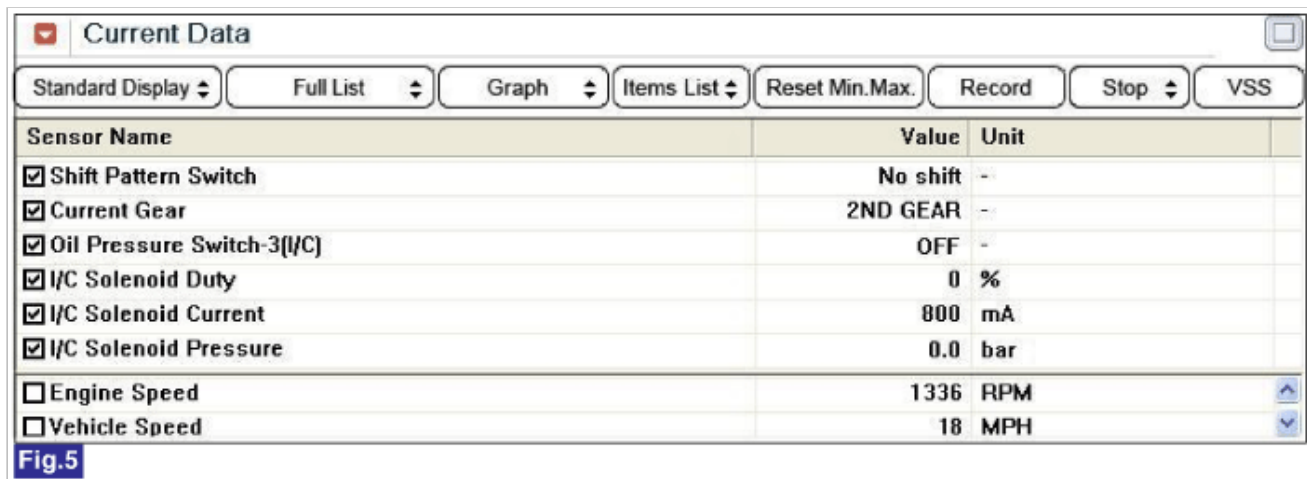 Current Data
Standard Display Full List Graph Items List Reset Min.Max. Record Stop VSS
Sensor Name Value Unit
Shift Pattern Switch No shift -
Current Gear 2ND GEAR -
Oil Pressure Switch-3(I/C) OFF -
I/C Solenoid Duty 0 %
I/C Solenoid Current 800 mA
I/C Solenoid Pressure 0.0 bar
Engine Speed 1336 RPM
Vehicle Speed 18 MPH
Fig.5